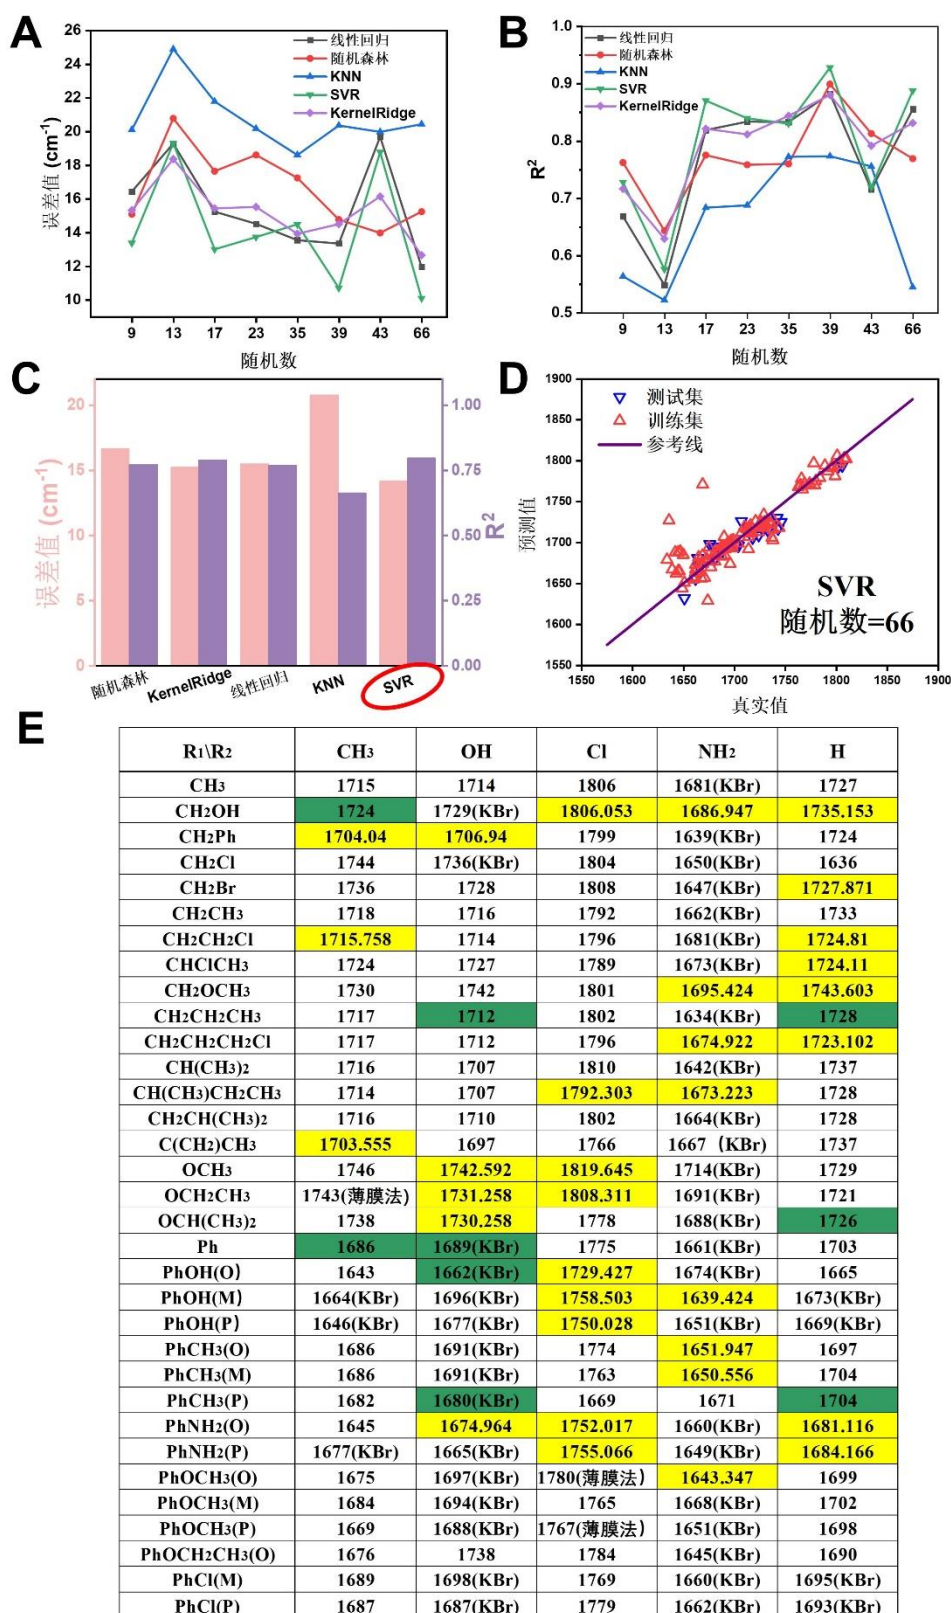 A
26
24
22
20
18
16
14
12
10
误差值 (cm-1)
线性回归
随机森林
KNN
SVR
KernelRidge
9 13 17 23 35 39 43 66
随机数
B
1.0
0.9
0.8
0.7
0.6
0.5
R2
线性回归
随机森林
KNN
SVR
KernelRidge
9 13 17 23 35 39 43 66
随机数
C
20
15
10
5
0
误差值 (cm-1)
1.00
0.75
0.50
0.25
0.00
R2
随机森林 KernelRidge 线性回归 KNN SVR
D
1900
1850
1800
1750
1700
1650
1600
1550
预测值
测试集
训练集
参考线
SVR
随机数=66
1550 1600 1650 1700 1750 1800 1850 1900
真实值
E
R1\R2 CH3 OH Cl NH2 H
CH3 1715 1714 1806 1681(KBr) 1727
CH2OH 1724 1729(KBr) 1806.053 1686.947 1735.153
CH2Ph 1704.04 1706.94 1799 1639(KBr) 1724
CH2Cl 1744 1736(KBr) 1804 1650(KBr) 1636
CH2Br 1736 1728 1808 1647(KBr) 1727.871
CH2CH3 1718 1716 1792 1662(KBr) 1733
CH2CH2Cl 1715.758 1714 1796 1681(KBr) 1724.81
CHClCH3 1724 1727 1789 1673(KBr) 1724.11
CH2OCH3 1730 1742 1801 1695.424 1743.603
CH2CH2CH3 1717 1712 1802 1634(KBr) 1728
CH2CH2CH2Cl 1717 1712 1796 1674.922 1723.102
CH(CH3)2 1716 1707 1810 1642(KBr) 1737
CH(CH3)CH2CH3 1714 1707 1792.303 1673.223 1728
CH2CH(CH3)2 1716 1710 1802 1664(KBr) 1728
C(CH2)CH3 1703.555 1697 1766 1667（KBr) 1737
OCH3 1746 1742.592 1819.645 1714(KBr) 1729
OCH2CH3 1743(薄膜法) 1731.258 1808.311 1691(KBr) 1721
OCH(CH3)2 1738 1730.258 1778 1688(KBr) 1726
Ph 1686 1689(KBr) 1775 1661(KBr) 1703
PhOH(O) 1643 1662(KBr) 1729.427 1674(KBr) 1665
PhOH(M) 1664(KBr) 1696(KBr) 1758.503 1639.424 1673(KBr)
PhOH(P) 1646(KBr) 1677(KBr) 1750.028 1651(KBr) 1669(KBr)
PhCH3(O) 1686 1691(KBr) 1774 1651.947 1697
PhCH3(M) 1686 1691(KBr) 1763 1650.556 1704
PhCH3(P) 1682 1680(KBr) 1669 1671 1704
PhNH2(O) 1645 1674.964 1752.017 1660(KBr) 1681.116
PhNH2(P) 1677(KBr) 1665(KBr) 1755.066 1649(KBr) 1684.166
PhOCH3(O) 1675 1697(KBr) 1780(薄膜法) 1643.347 1699
PhOCH3(M) 1684 1694(KBr) 1765 1668(KBr) 1702
PhOCH3(P) 1669 1688(KBr) 1767(薄膜法) 1651(KBr) 1698
PhOCH2CH3(O) 1676 1738 1784 1645(KBr) 1690
PhCl(M) 1689 1698(KBr) 1769 1660(KBr) 1695(KBr)
PhCl(P) 1687 1687(KBr) 1779 1662(KBr) 1693(KBr)